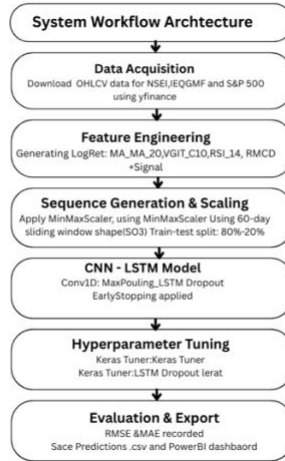 System Workflow Arctecture
Data Acquisition
Download OHLCV data for NSEI,IEQGMF and S&P 500
using yfinance
Feature Engineering
Generating LogRet: MA_MA_20,VGIT_C10,RSI_14, RMCD
+Signal
Sequence Generation & Scaling
Apply MinMaxScaler, using MinMaxScaler Using 60-day
sliding window shape(SO3) Train-test split: 80%-20%
CNN - LSTM Model
Conv1D: MaxPouling_LSTM Dropout
EarlyStopping applied
Hyperparameter Tuning
Keras Tuner:Keras Tuner
Keras Tuner:LSTM Dropout lerat
Evaluation & Export
RMSE &MAE recorded
Sace Predictions .csv and PowerBI dashbaord